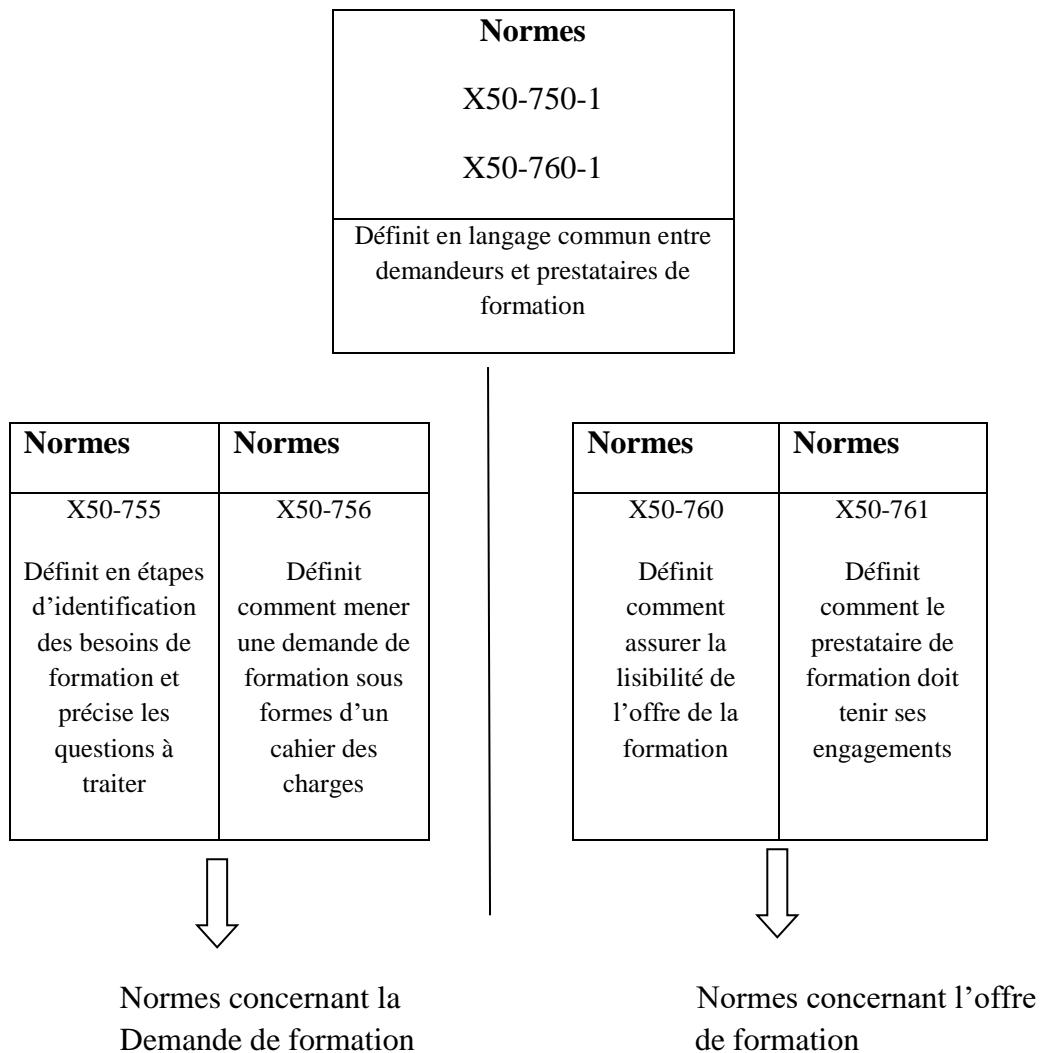 Normes
X50-750-1
X50-760-1
Définit en langage commun entre
demandeurs et prestataires de
formation
Normes
X50-755
Définit en étapes
d’identification
des besoins de
formation et
précise les
questions à
traiter
Normes
X50-756
Définit
comment mener
une demande de
formation sous
formes d’un
cahier des
charges
Normes
X50-760
Définit
comment
assurer la
lisibilité de
l’offre de la
formation
Normes
X50-761
Définit
comment le
prestataire de
formation doit
tenir ses
engagements
Normes concernant la
Demande de formation
Normes concernant l’offre
de formation